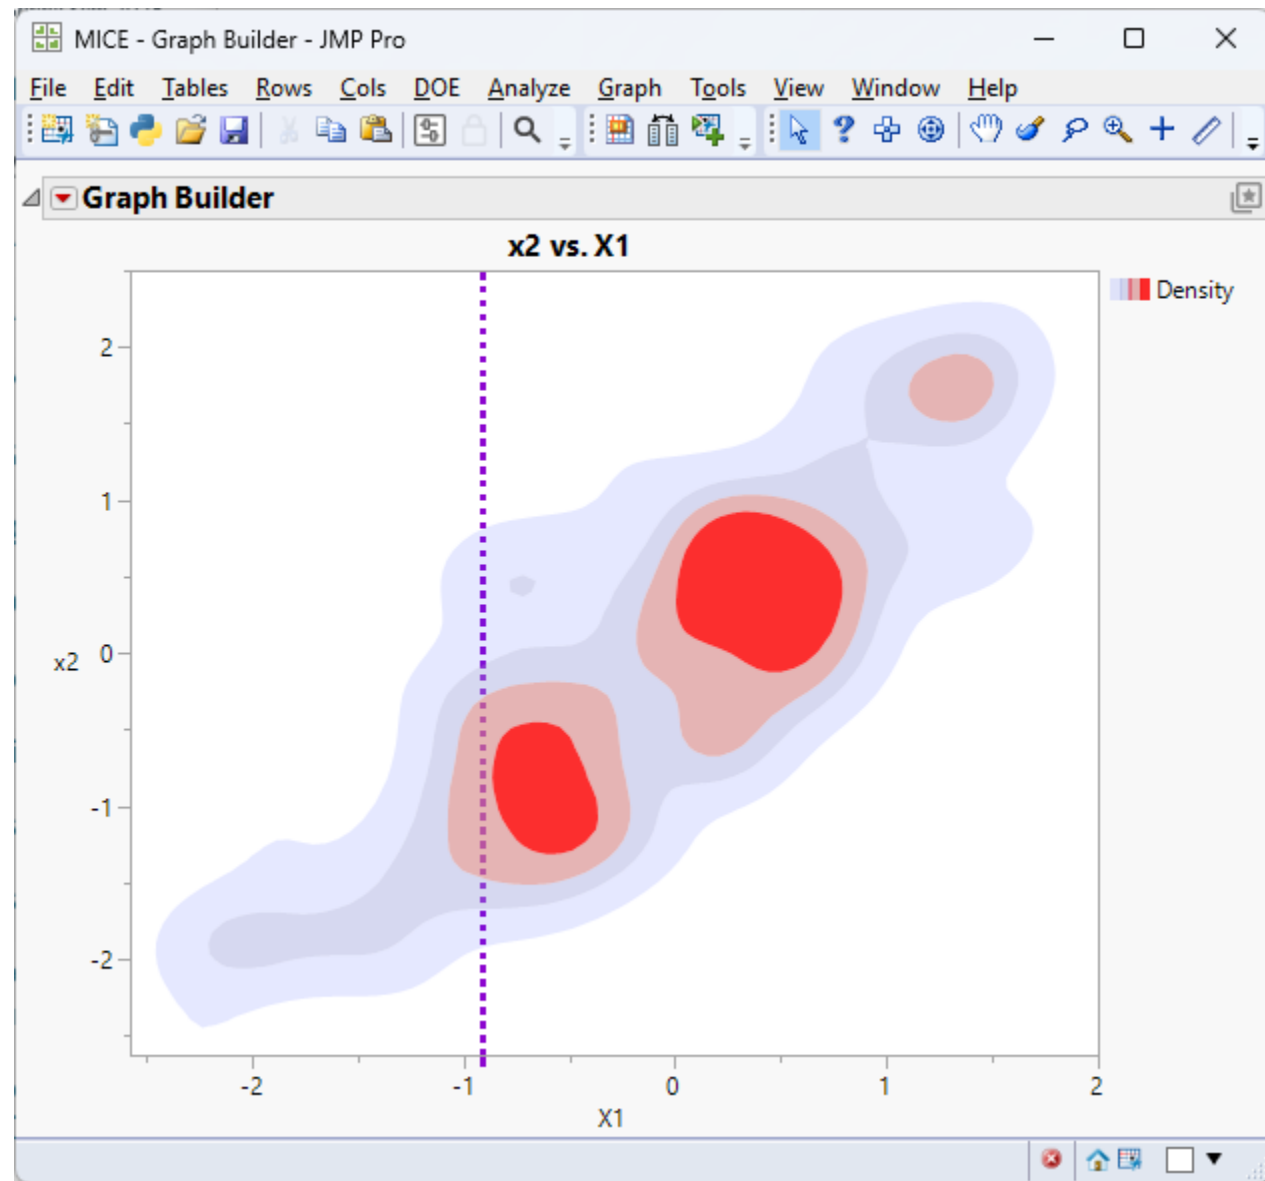 MICE - Graph Builder - JMP Pro
File Edit Tables Rows Cols DOE Analyze Graph Tools View Window Help
Graph Builder
x2 vs. X1
Density
2
1
x2
0
-1
-2
-2 -1 0 1 2
X1